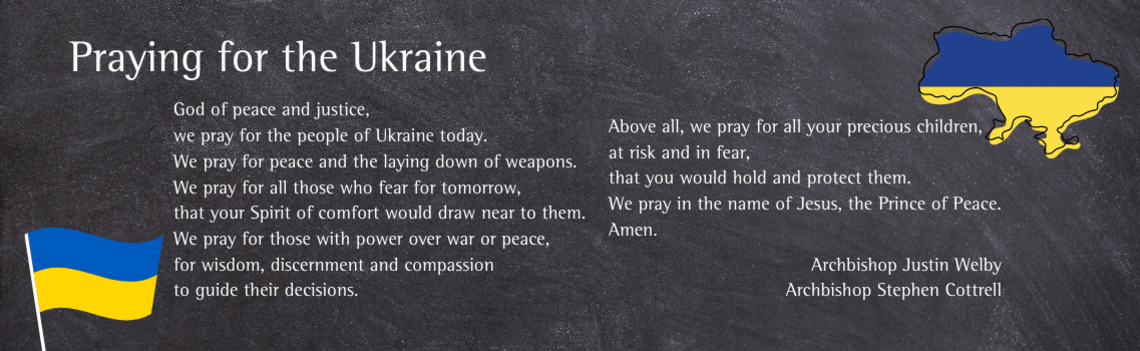 Praying for the Ukraine
God of peace and justice,
we pray for the people of Ukraine today.
We pray for peace and the laying down of weapons.
We pray for all those who fear for tomorrow,
that your Spirit of comfort would draw near to them.
We pray for those with power over war or peace,
for wisdom, discernment and compassion
to guide their decisions.
Above all, we pray for all your precious children,
at risk and in fear,
that you would hold and protect them.
We pray in the name of Jesus, the Prince of Peace.
Amen.
Archbishop Justin Welby
Archbishop Stephen Cottrell